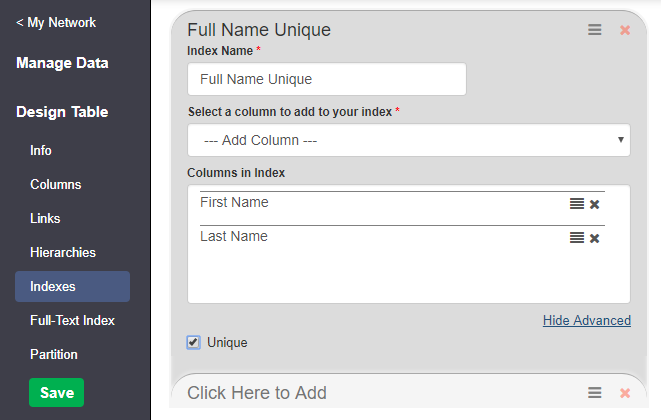 < My Network
Manage Data
Design Table
Info
Columns
Links
Hierarchies
Indexes
Full-Text Index
Partition
Save
Full Name Unique
Index Name *
Full Name Unique
Select a column to add to your index *
--- Add Column ---
Columns in Index
First Name
Last Name
Hide Advanced
Unique
Click Here to Add